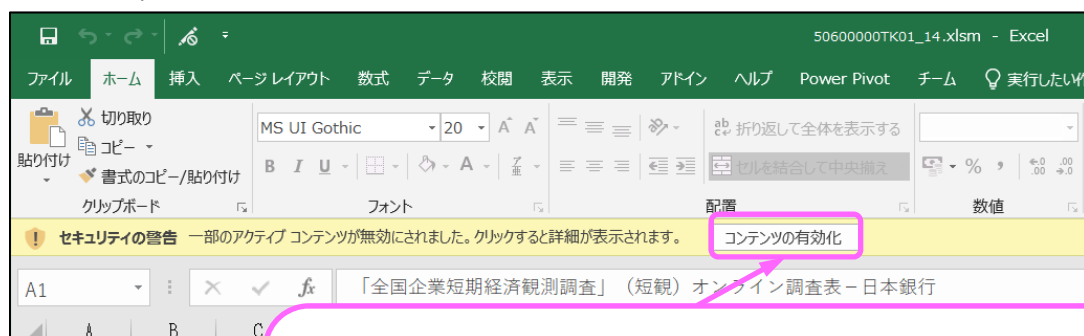 50600000TK01_14.xlsm - Excel
ファイル ホーム 挿入 ページ レイアウト 数式 データ 校閲 表示 開発 アドイン ヘルプ Power Pivot チーム 実行したい
貼り付け
切り取り
コピー
書式のコピー/貼り付け
クリップボード
MS UI Gothic 20 A A
B I U A
フォント
ab 折り返して全体を表示する
セルを結合して中央揃え
配置
% , .0 .00 .00 .0
数値
セキュリティの警告 一部のアクティブ コンテンツが無効にされました。クリックすると詳細が表示されます。 コンテンツの有効化
A1 fx 「全国企業短期経済観測調査」（短観）オンライン調査表－日本銀行
A B C